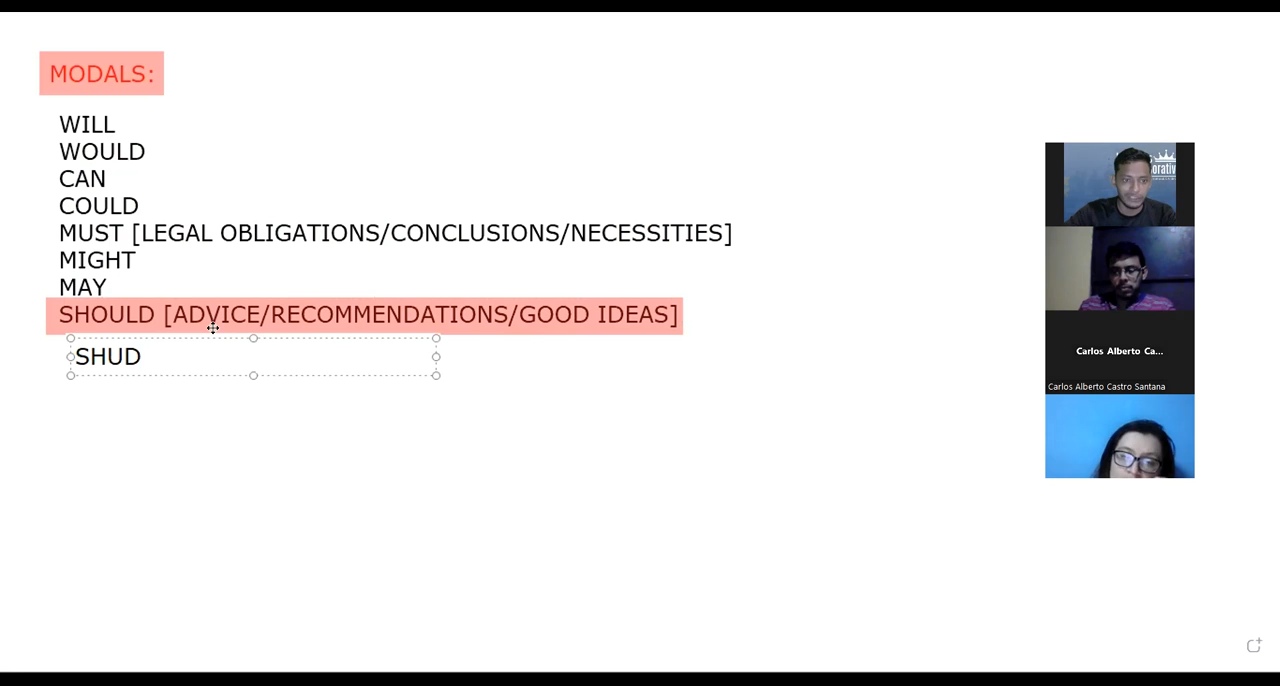 MODALS:
WILL
WOULD
CAN
COULD
MUST [LEGAL OBLIGATIONS/CONCLUSIONS/NECESSITIES]
MIGHT
MAY
SHOULD [ADVICE/RECOMMENDATIONS/GOOD IDEAS]
SHUD
Carlos Alberto Ca...
Carlos Alberto Castro Santana